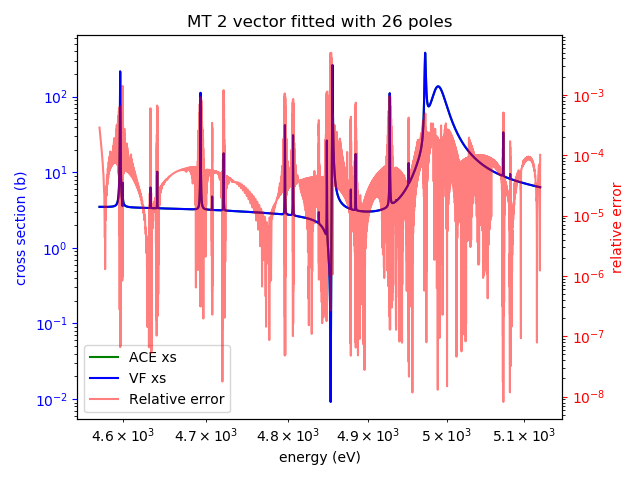 MT 2 vector fitted with 26 poles
cross section (b)
10²
10¹
10⁰
10⁻¹
10⁻²
10⁻³
10⁻⁴
10⁻⁵
10⁻⁶
10⁻⁷
10⁻⁸
relative error
ACE xs
VF xs
Relative error
4.6 × 10³ 4.7 × 10³ 4.8 × 10³ 4.9 × 10³ 5 × 10³ 5.1 × 10³
energy (eV)